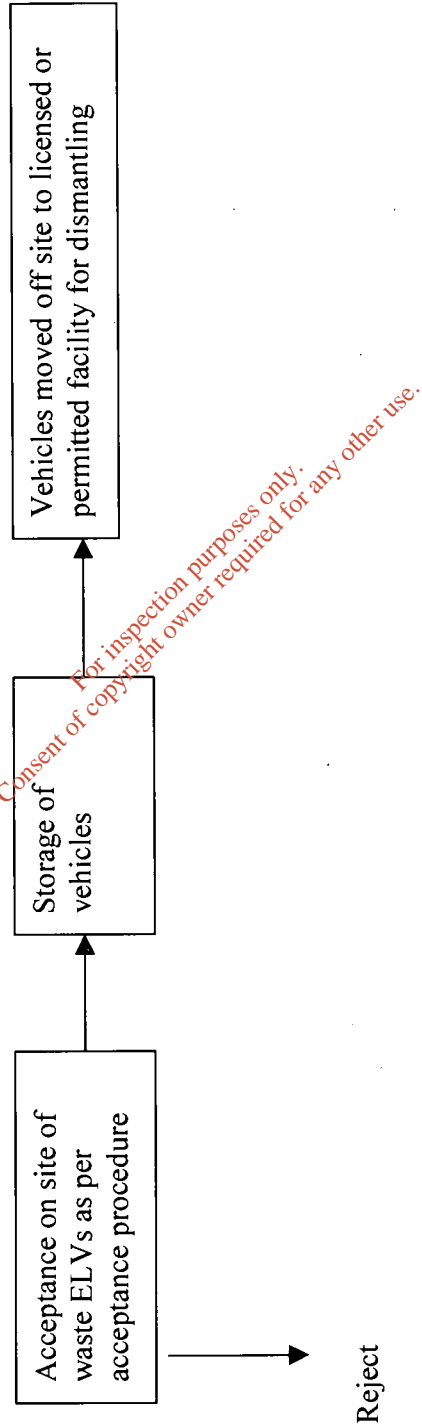 Acceptance on site of
waste ELVs as per
acceptance procedure
Reject
Storage of
vehicles
Vehicles moved off site to licensed or
permitted facility for dismantling
For inspection purposes only.
Consent of copyright owner required for any other use.